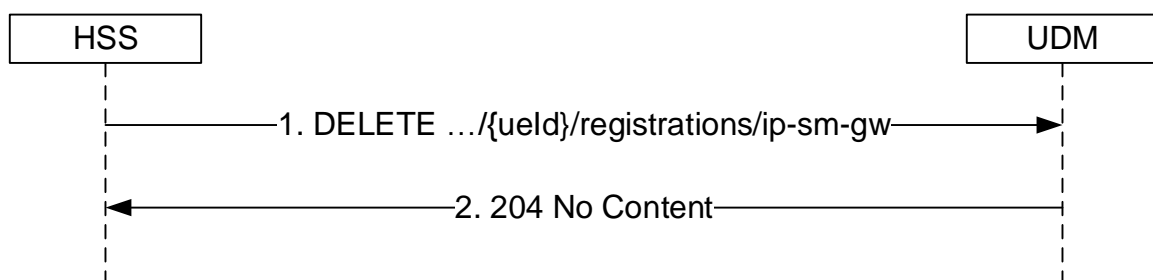 HSS
UDM
1. DELETE …/{ueId}/registrations/ip-sm-gw
2. 204 No Content